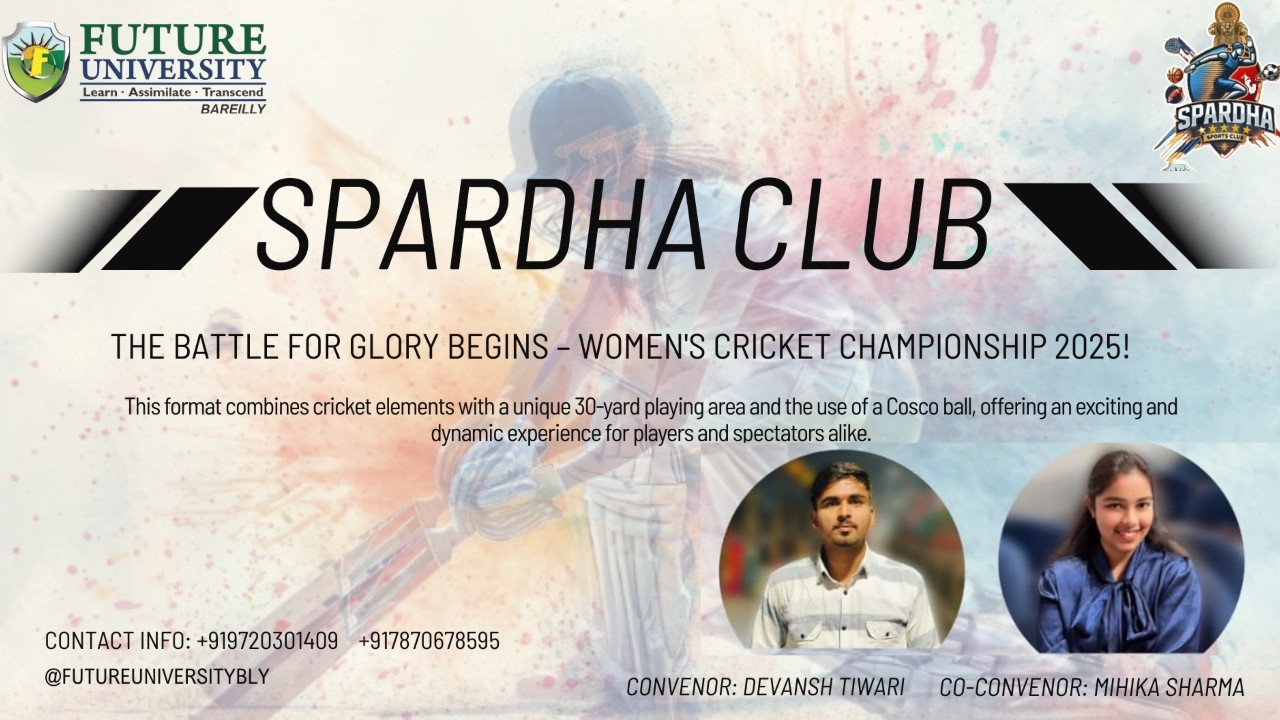 FUTURE
UNIVERSITY
Learn · Assimilate · Transcend
BAREILLY
SPARDHA
SPORTS CLUB
SPARDHA CLUB
THE BATTLE FOR GLORY BEGINS – WOMEN'S CRICKET CHAMPIONSHIP 2025!
This format combines cricket elements with a unique 30-yard playing area and the use of a Cosco ball, offering an exciting and
dynamic experience for players and spectators alike.
CONTACT INFO: +919720301409 +917870678595
@FUTUREUNIVERSITYBLY
CONVENOR: DEVANSH TIWARI
CO-CONVENOR: MIHIKA SHARMA